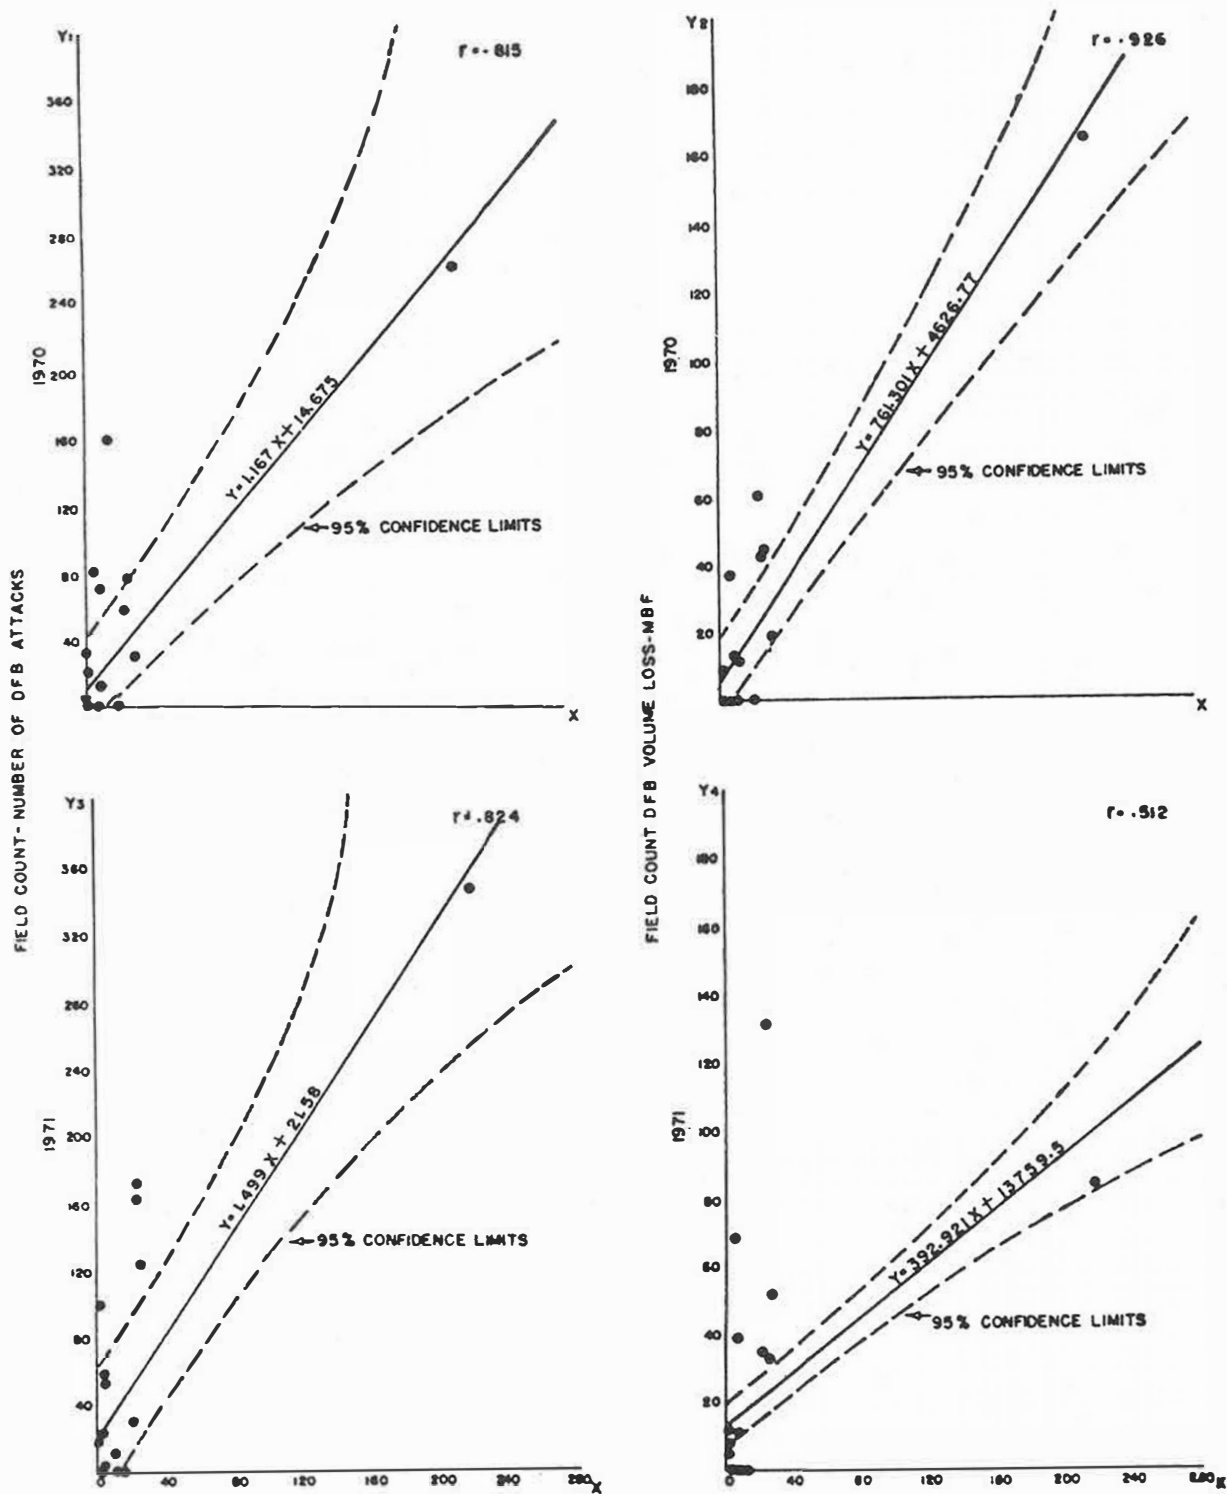 Y1
r=.815
360
320
280
240
200
160
120
80
40
X
1970
Y=1.167 X+14.675
95% CONFIDENCE LIMITS
Y2
r=.926
180
160
140
120
100
80
60
40
20
X
1970
Y=761.301X+4626.77
95% CONFIDENCE LIMITS
FIELD COUNT-NUMBER OF DFB ATTACKS
FIELD COUNT DFB VOLUME LOSS-MBF
Y3
r=.824
360
320
280
240
200
160
120
80
40
0 40 80 120 160 200 240 280 X
1971
Y=1.499 X + 21.58
95% CONFIDENCE LIMITS
Y4
r=.512
180
160
140
120
100
80
60
40
20
0 40 80 120 160 200 240 280 X
1971
Y=392.921X+13759.5
95% CONFIDENCE LIMITS